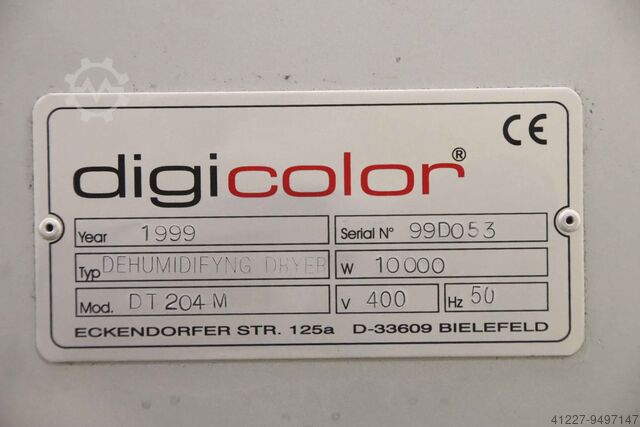 CE
digicolor®
Year 1999 Serial N° 99D053
Typ DEHUMIDIFYNG DRYER W 10000
Mod. DT 204 M V 400 Hz 50
ECKENDORFER STR. 125a D-33609 BIELEFELD
41227-9497147